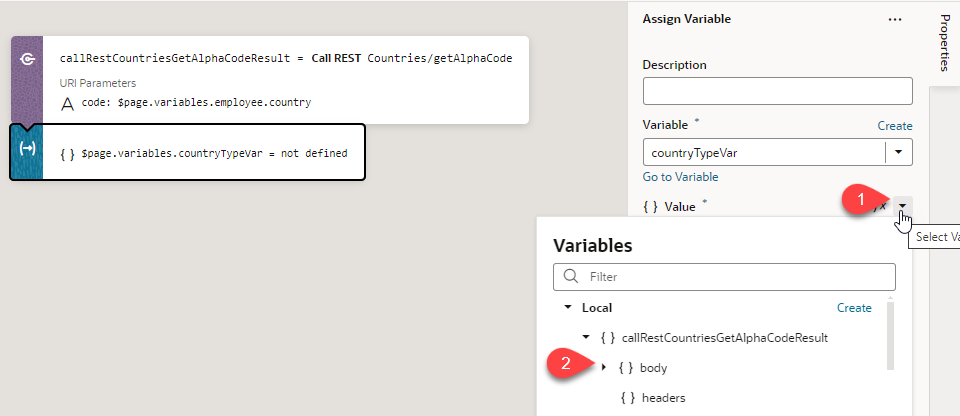 Assign Variable
Properties
callRestCountriesGetAlphaCodeResult = Call REST Countries/getAlphaCode
URI Parameters
code: $page.variables.employee.country
{ } $page.variables.countryTypeVar = not defined
Description
Variable * Create
countryTypeVar
Go to Variable
{ } Value *
1
Select Va
Variables
Filter
Local Create
{ } callRestCountriesGetAlphaCodeResult
2
{ } body
{ } headers